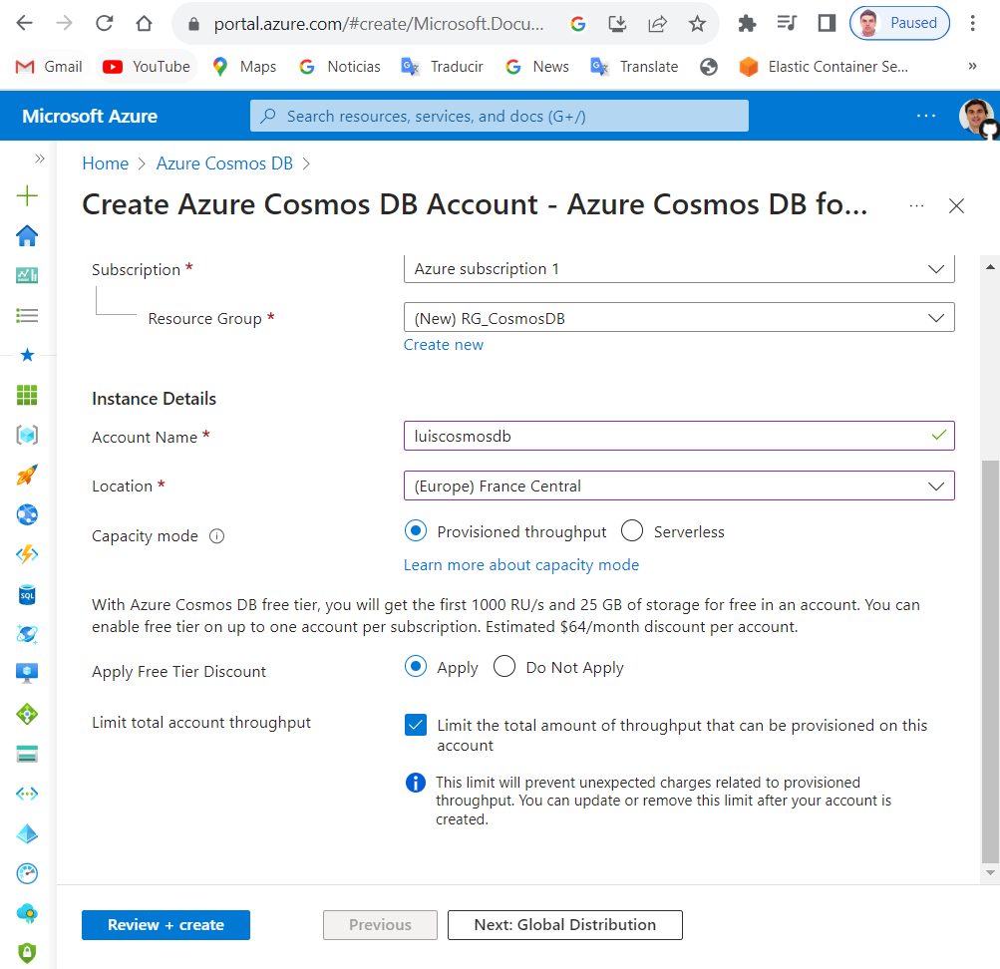 portal.azure.com/#create/Microsoft.Docu...
Paused
Gmail YouTube Maps Noticias Traducir News Translate Elastic Container Se... »
Microsoft Azure
Search resources, services, and docs (G+/)
Home > Azure Cosmos DB >
Create Azure Cosmos DB Account - Azure Cosmos DB fo...
Subscription * Azure subscription 1
Resource Group * (New) RG_CosmosDB
Create new
Instance Details
Account Name * luiscosmosdb
Location * (Europe) France Central
Capacity mode Provisioned throughput Serverless
Learn more about capacity mode
With Azure Cosmos DB free tier, you will get the first 1000 RU/s and 25 GB of storage for free in an account. You can
enable free tier on up to one account per subscription. Estimated $64/month discount per account.
Apply Free Tier Discount Apply Do Not Apply
Limit total account throughput Limit the total amount of throughput that can be provisioned on this
account
This limit will prevent unexpected charges related to provisioned
throughput. You can update or remove this limit after your account is
created.
SQL
Review + create Previous Next: Global Distribution